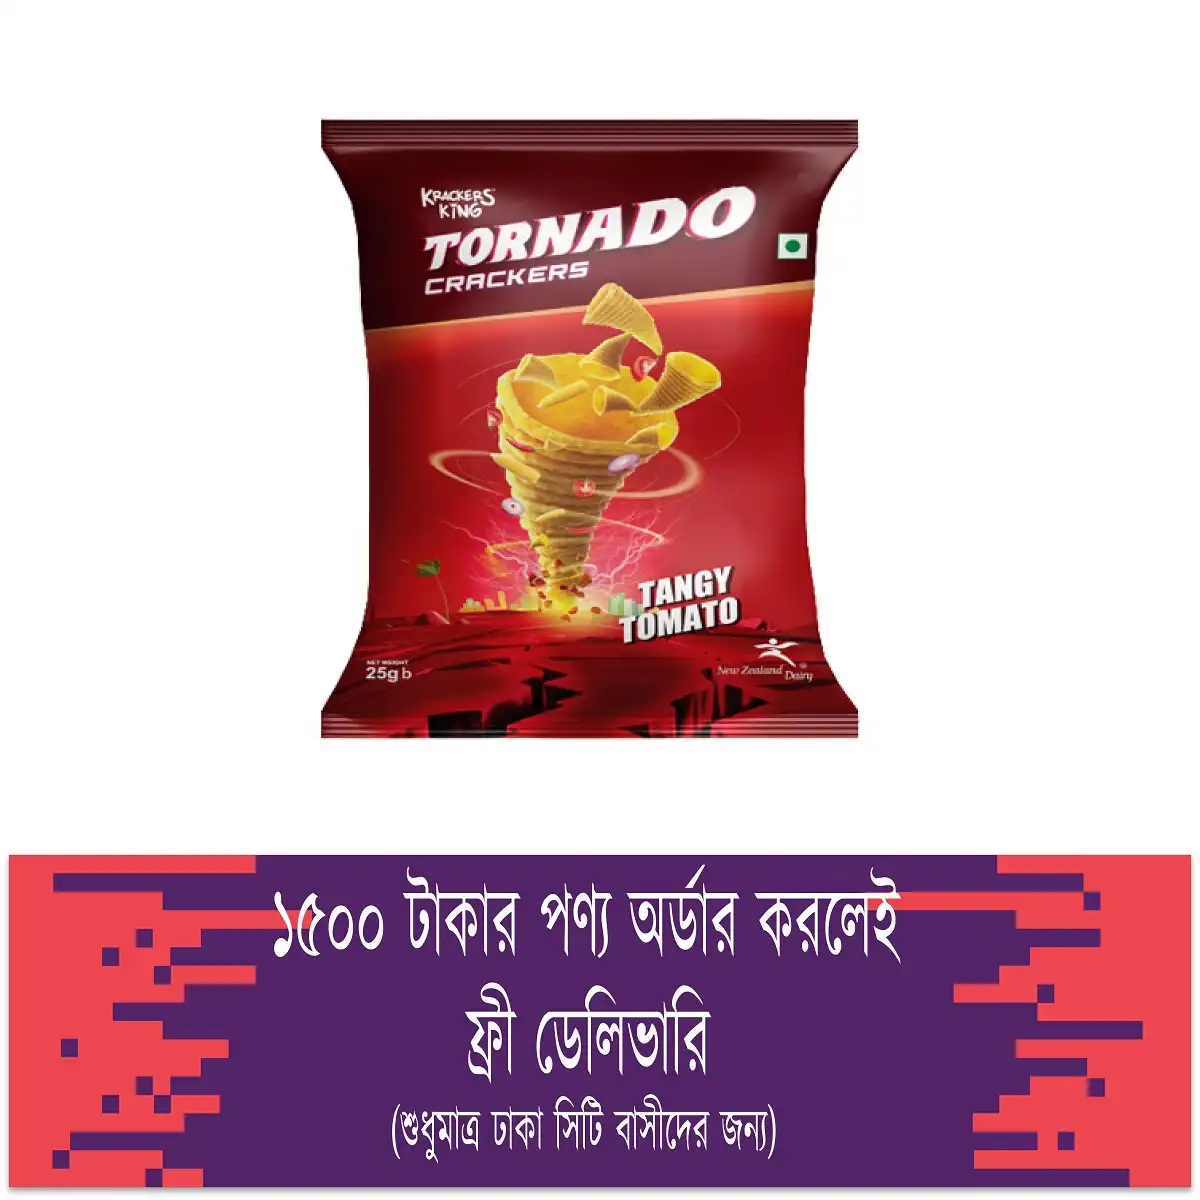 KRACKERS
KING
TORNADO
CRACKERS
TANGY
TOMATO
NET WEIGHT
25g b
New Zealand Dairy
১৫০০ টাকার পণ্য অর্ডার করলেই
ফ্রী ডেলিভারি
(শুধুমাত্র ঢাকা সিটি বাসীদের জন্য)